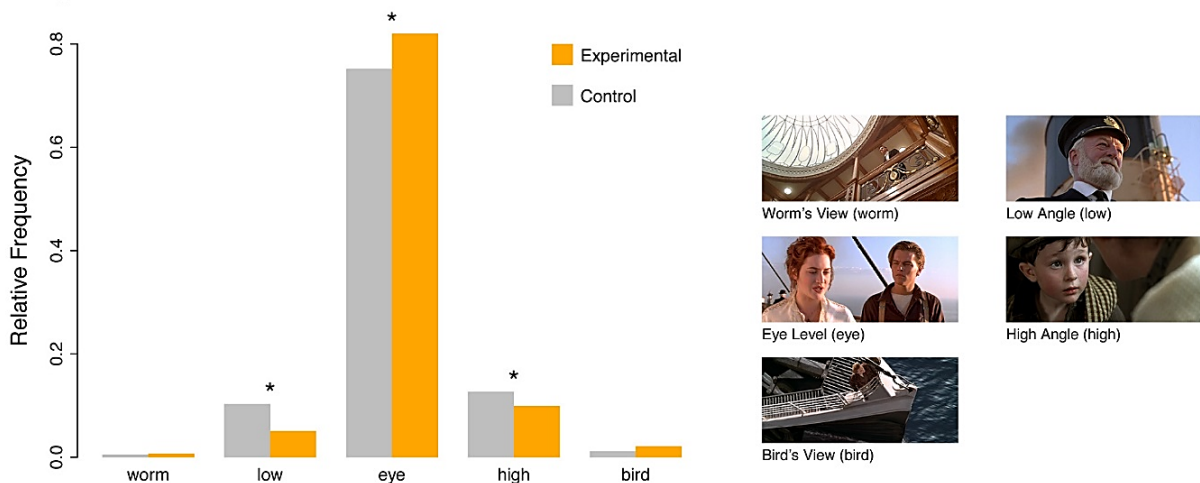 Relative Frequency
0.8
0.6
0.4
0.2
0.0
*
*
*
worm
low
eye
high
bird
Experimental
Control
Worm's View (worm)
Low Angle (low)
Eye Level (eye)
High Angle (high)
Bird's View (bird)